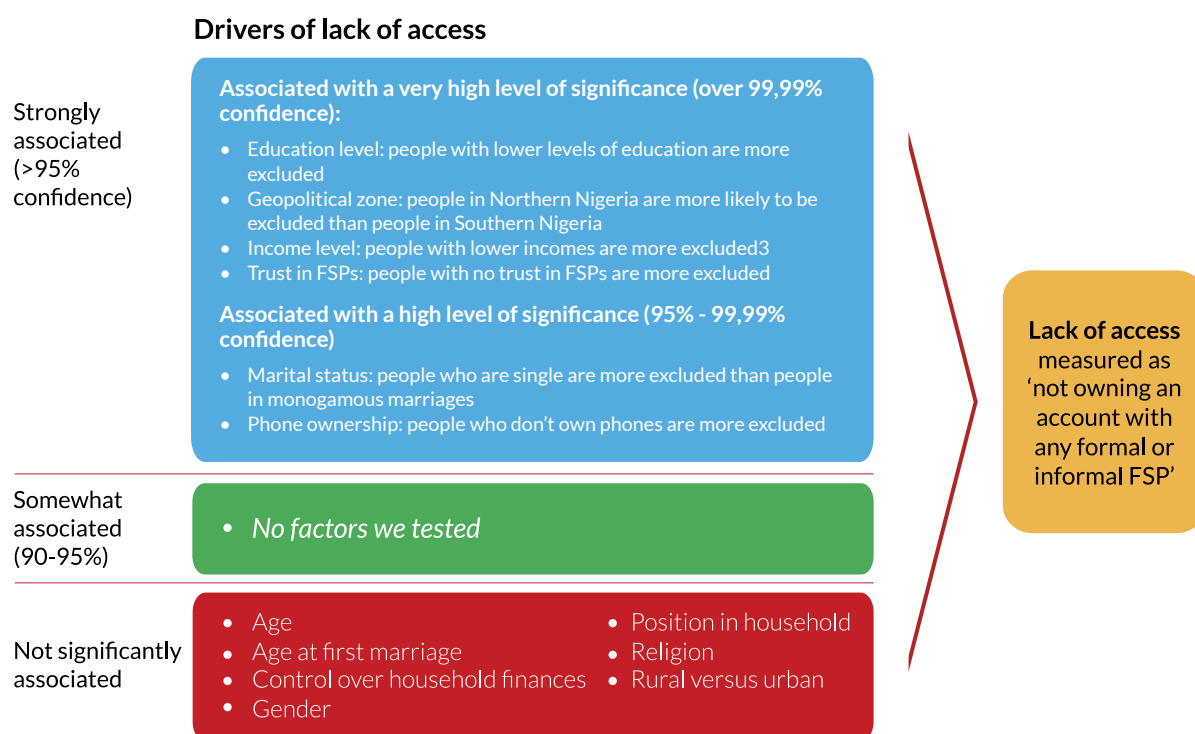 Drivers of lack of access
Strongly
associated
(>95%
confidence)
Associated with a very high level of significance (over 99,99%
confidence):
• Education level: people with lower levels of education are more
excluded
• Geopolitical zone: people in Northern Nigeria are more likely to be
excluded than people in Southern Nigeria
• Income level: people with lower incomes are more excluded3
• Trust in FSPs: people with no trust in FSPs are more excluded
Associated with a high level of significance (95% - 99,99%
confidence)
• Marital status: people who are single are more excluded than people
in monogamous marriages
• Phone ownership: people who don’t own phones are more excluded
Somewhat
associated
(90-95%)
• No factors we tested
Not significantly
associated
• Age
• Age at first marriage
• Control over household finances
• Gender
• Position in household
• Religion
• Rural versus urban
Lack of access
measured as
‘not owning an
account with
any formal or
informal FSP’